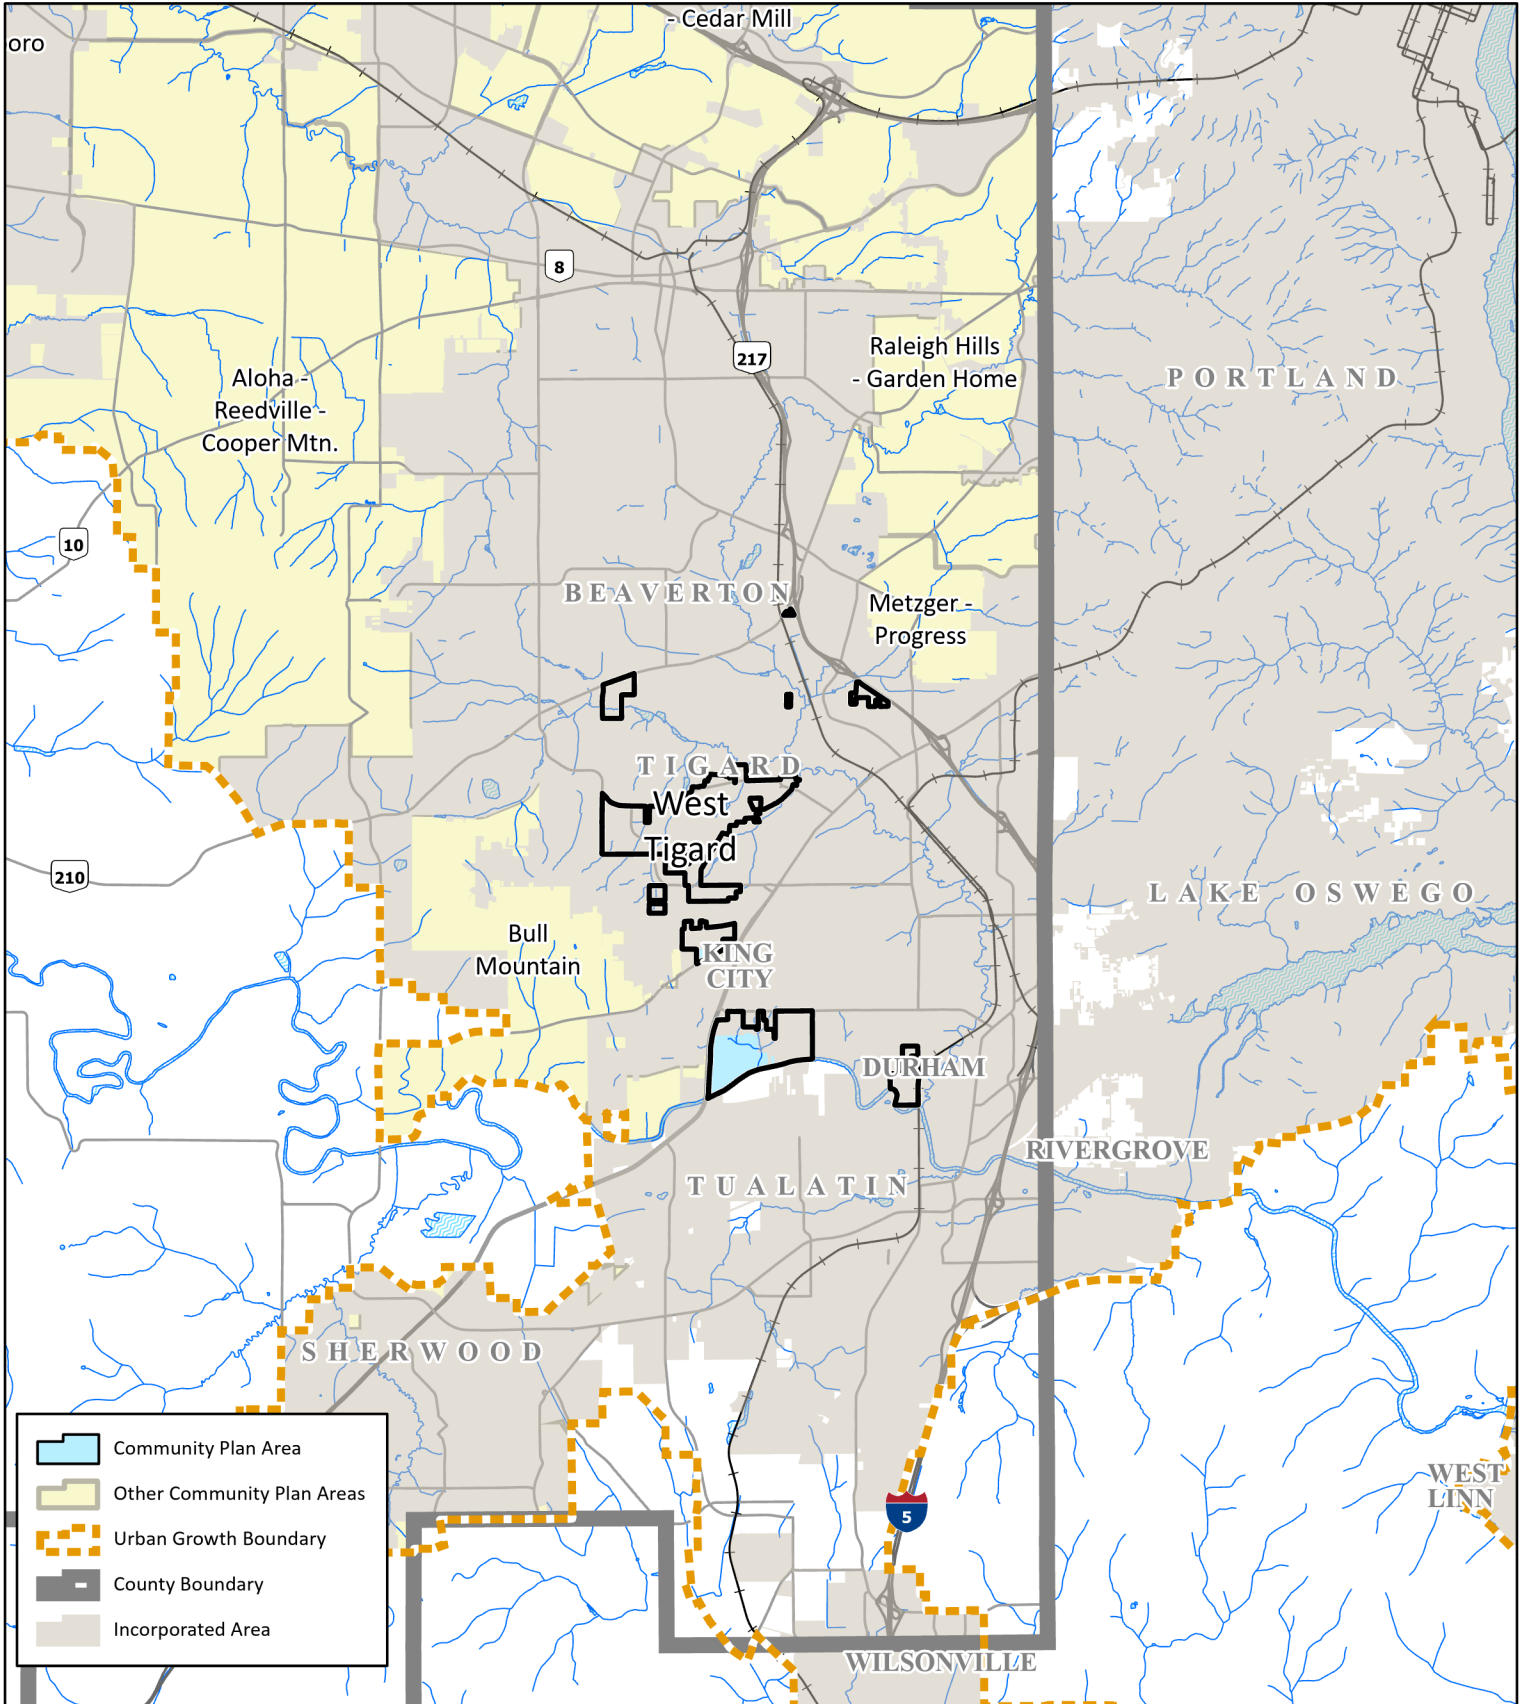 - Cedar Mill
oro
8
217
Raleigh Hills
- Garden Home
Aloha -
Reedville -
Cooper Mtn.
PORTLAND
10
BEAVERTON
Metzger -
Progress
TIGARD
West
Tigard
210
LAKE OSWEGO
Bull
Mountain
KING
CITY
DURHAM
RIVERGROVE
TUALATIN
SHERWOOD
Community Plan Area
Other Community Plan Areas
Urban Growth Boundary
County Boundary
Incorporated Area
WEST
LINN
5
WILSONVILLE